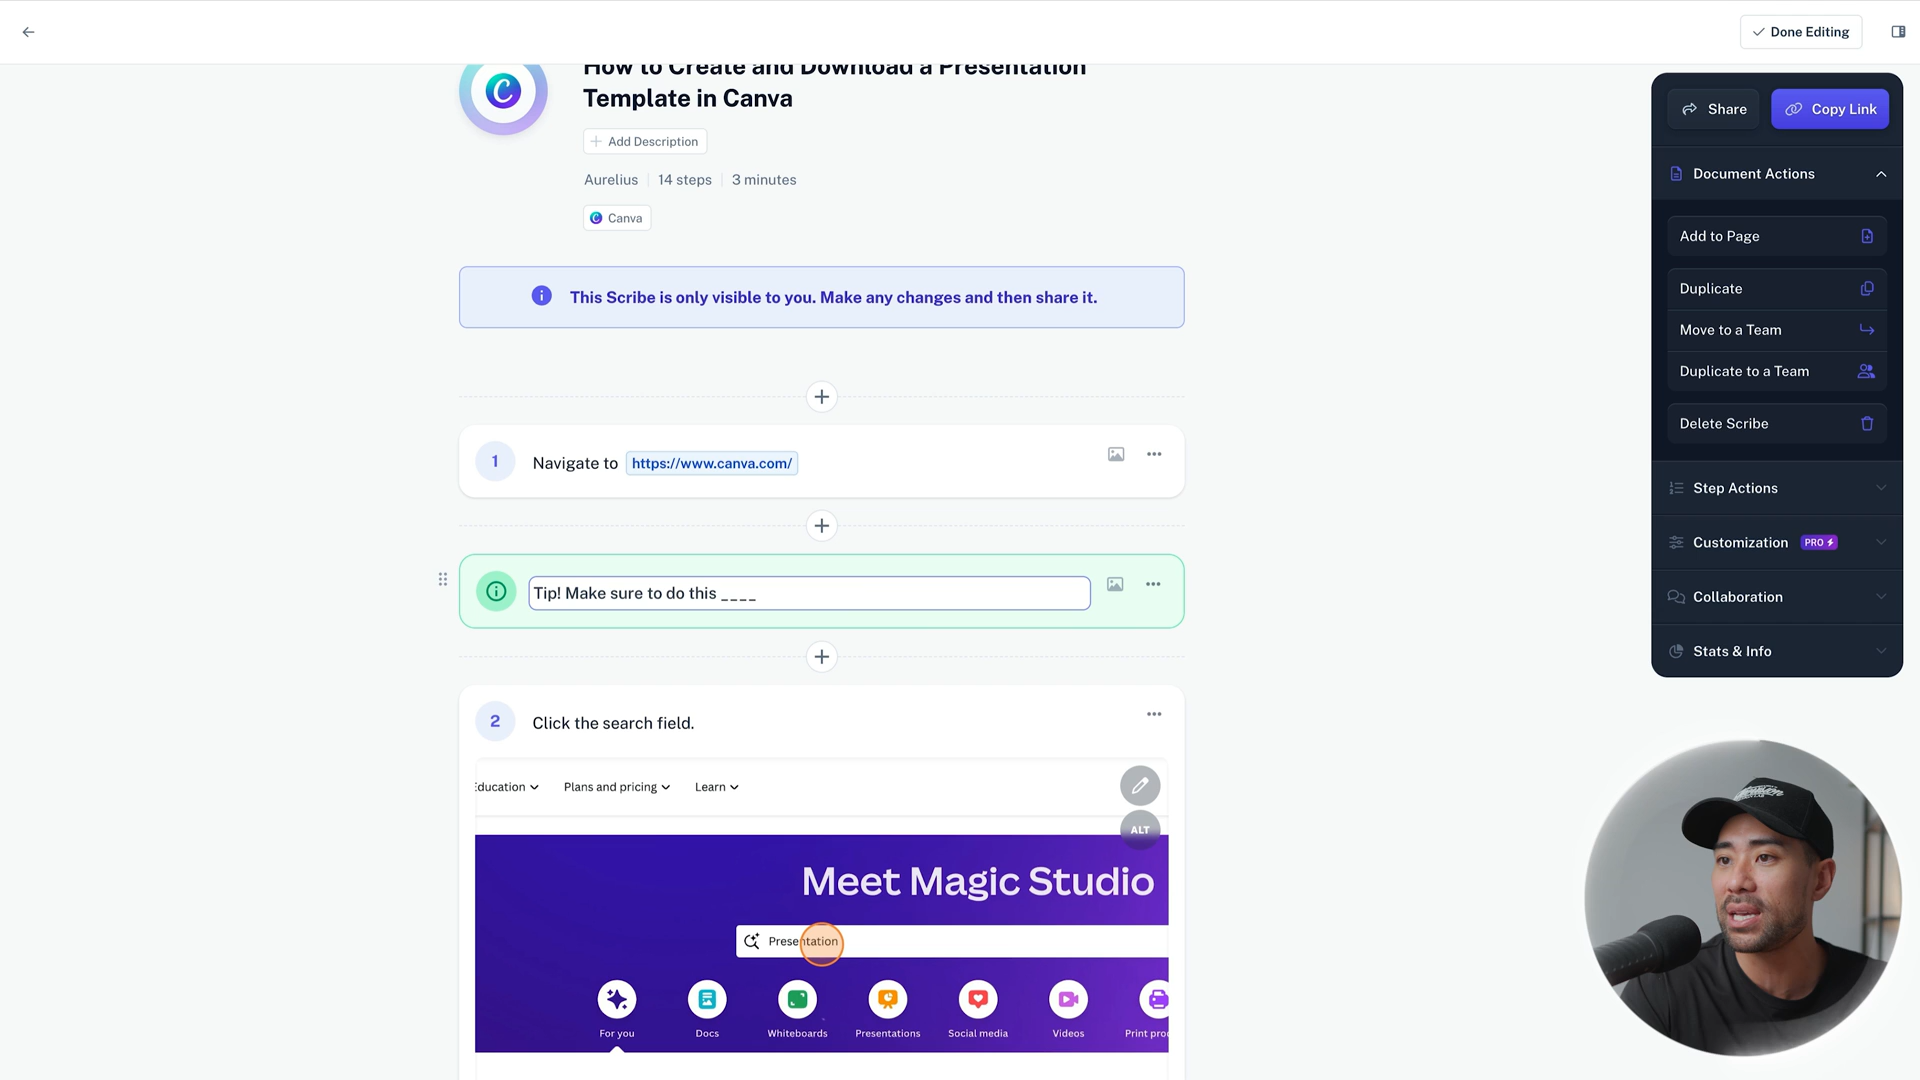 Done Editing
How to Create and Download a Presentation
Template in Canva
Add Description
Aurelius
14 steps
3 minutes
Canva
This Scribe is only visible to you. Make any changes and then share it.
1
Navigate to https://www.canva.com/
Tip! Make sure to do this ____
2
Click the search field.
Education
Plans and pricing
Learn
ALT
Meet Magic Studio
Presentation
For you
Docs
Whiteboards
Presentations
Social media
Videos
Print pro
Share
Copy Link
Document Actions
Add to Page
Duplicate
Move to a Team
Duplicate to a Team
Delete Scribe
Step Actions
Customization PRO
Collaboration
Stats & Info